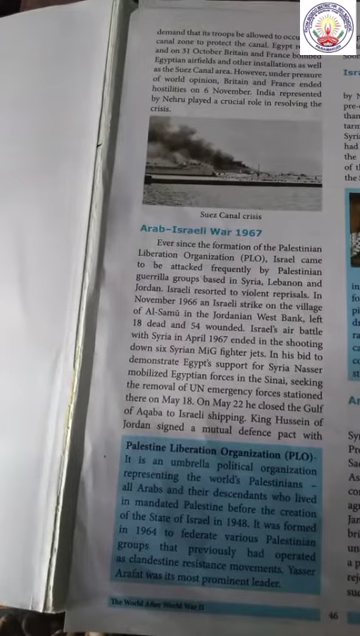 demand that its troops be allowed to
canal zone to protect the canal. Egypt
and on 31 October Britain and France bombed
Egyptian airfields and other installations as well
as the Suez Canal area. However, under pressure
of world opinion, Britain and France ended
hostilities on 6 November. India represented
by Nehru played a crucial role in resolving the
crisis.
Suez Canal crisis
Arab–Israeli War 1967
Ever since the formation of the Palestinian
Liberation Organization (PLO), Israel came
to be attacked frequently by Palestinian
guerrilla groups based in Syria, Lebanon and
Jordan. Israeli resorted to violent reprisals. In
November 1966 an Israeli strike on the village
of Al-Samū in the Jordanian West Bank, left
18 dead and 54 wounded. Israel's air battle
with Syria in April 1967 ended in the shooting
down six Syrian MiG fighter jets. In his bid to
demonstrate Egypt's support for Syria Nasser
mobilized Egyptian forces in the Sinai, seeking
the removal of UN emergency forces stationed
there on May 18. On May 22 he closed the Gulf
of Aqaba to Israeli shipping. King Hussein of
Jordan signed a mutual defence pact with
Palestine Liberation Organization (PLO)-
It is an umbrella political organization
representing the world's Palestinians –
all Arabs and their descendants who lived
in mandated Palestine before the creation
of the State of Israel in 1948. It was formed
in 1964 to federate various Palestinian
groups that previously had operated
as clandestine resistance movements. Yasser
Arafat was its most prominent leader.
The World After World War II
46